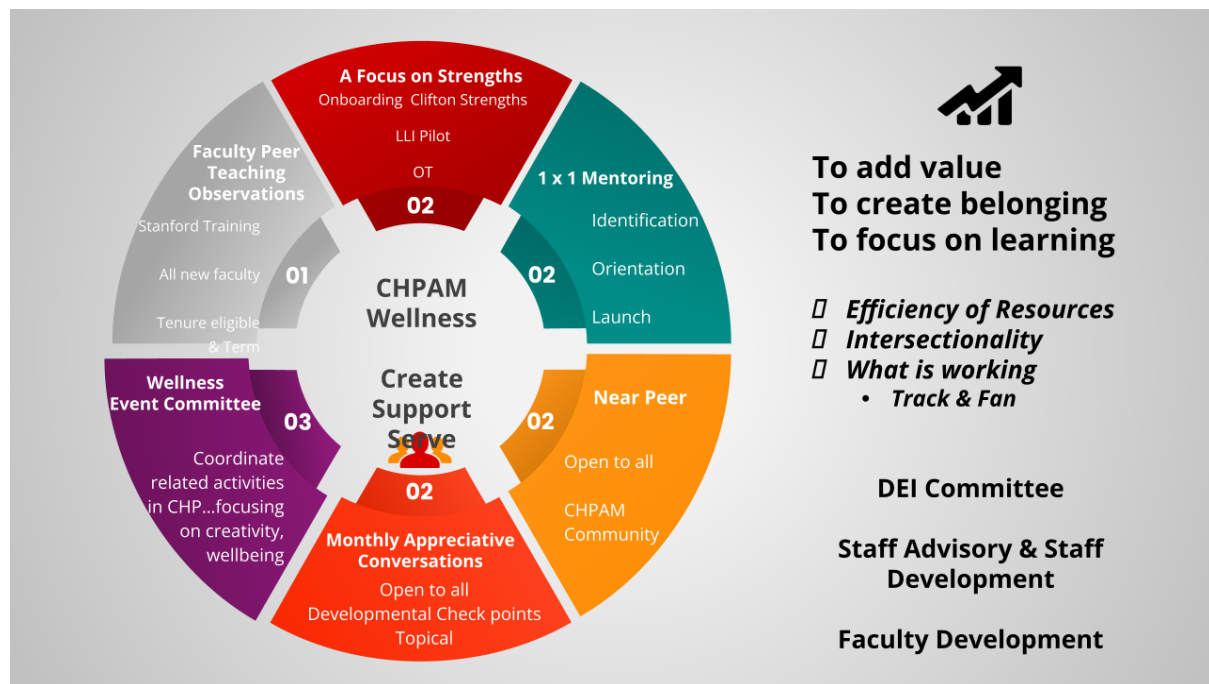 A Focus on Strengths
Onboarding  Clifton Strengths
LLI Pilot
OT
02
1 x 1 Mentoring
Identification
Orientation
Launch
02
Near Peer
Open to all
CHPAM
Community
02
Monthly Appreciative
Conversations
Open to all
Developmental Check points
Topical
02
Wellness
Event Committee
Coordinate
related activities
in CHP...focusing
on creativity,
wellbeing
03
Faculty Peer
Teaching
Observations
Stanford Training
All new faculty
Tenure eligible
& Term
01
CHPAM
Wellness
Create
Support
Serve
To add value
To create belonging
To focus on learning
Efficiency of Resources
Intersectionality
What is working
• Track & Fan
DEI Committee
Staff Advisory & Staff
Development
Faculty Development